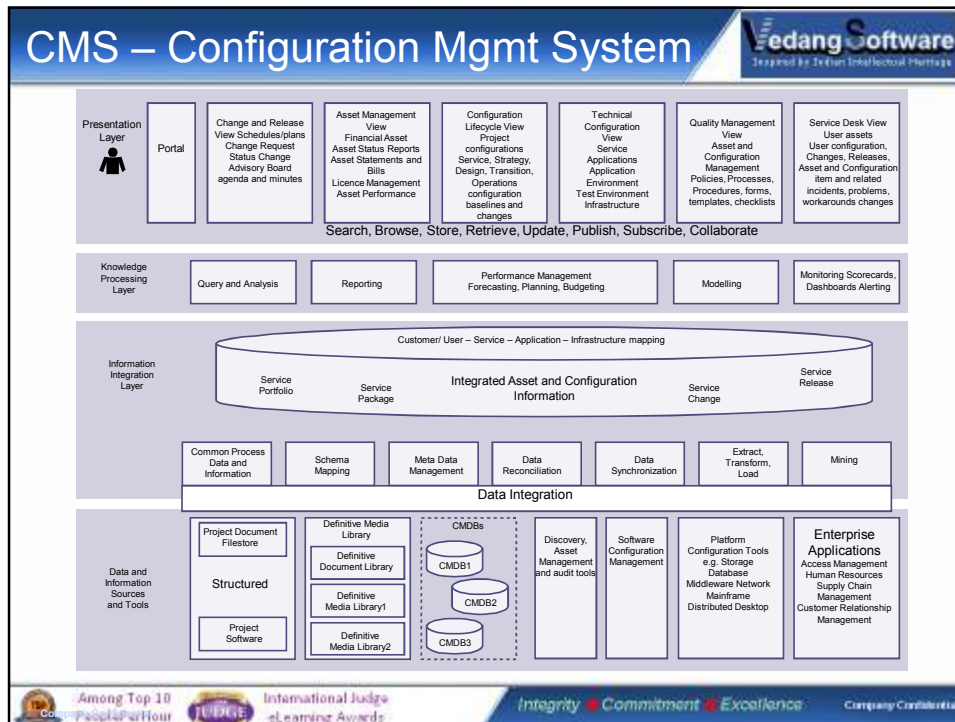 CMS – Configuration Mgmt System
Vedang Software
Inspired by Indian Intellectual Heritage
Presentation
Layer
Portal
Change and Release
View Schedules/plans
Change Request
Status Change
Advisory Board
agenda and minutes
Asset Management
View
Financial Asset
Asset Status Reports
Asset Statements and
Bills
Licence Management
Asset Performance
Configuration
Lifecycle View
Project
configurations
Service, Strategy,
Design, Transition,
Operations
configuration
baselines and
changes
Technical
Configuration
View
Service
Applications
Application
Environment
Test Environment
Infrastructure
Quality Management
View
Asset and
Configuration
Management
Policies, Processes,
Procedures, forms,
templates, checklists
Service Desk View
User assets
User configuration,
Changes, Releases,
Asset and Configuration
item and related
incidents, problems,
workarounds changes
Search, Browse, Store, Retrieve, Update, Publish, Subscribe, Collaborate
Knowledge
Processing
Layer
Query and Analysis
Reporting
Performance Management
Forecasting, Planning, Budgeting
Modelling
Monitoring Scorecards,
Dashboards Alerting
Information
Integration
Layer
Customer/ User – Service – Application – Infrastructure mapping
Service
Portfolio
Service
Package
Integrated Asset and Configuration
Information
Service
Change
Service
Release
Common Process
Data and
Information
Schema
Mapping
Meta Data
Management
Data
Reconciliation
Data
Synchronization
Extract,
Transform,
Load
Mining
Data Integration
Data and
Information
Sources
and Tools
Project Document
Filestore
Structured
Project
Software
Definitive Media
Library
Definitive
Document Library
Definitive
Media Library1
Definitive
Media Library2
CMDBs
CMDB1
CMDB2
CMDB3
Discovery,
Asset
Management
and audit tools
Software
Configuration
Management
Platform
Configuration Tools
e.g. Storage
Database
Middleware Network
Mainframe
Distributed Desktop
Enterprise
Applications
Access Management
Human Resources
Supply Chain
Management
Customer Relationship
Management
Among Top 10
PeoplePerHour
JUDGE
International Judge
eLearning Awards
Integrity Commitment Excellence
Company Confidentia